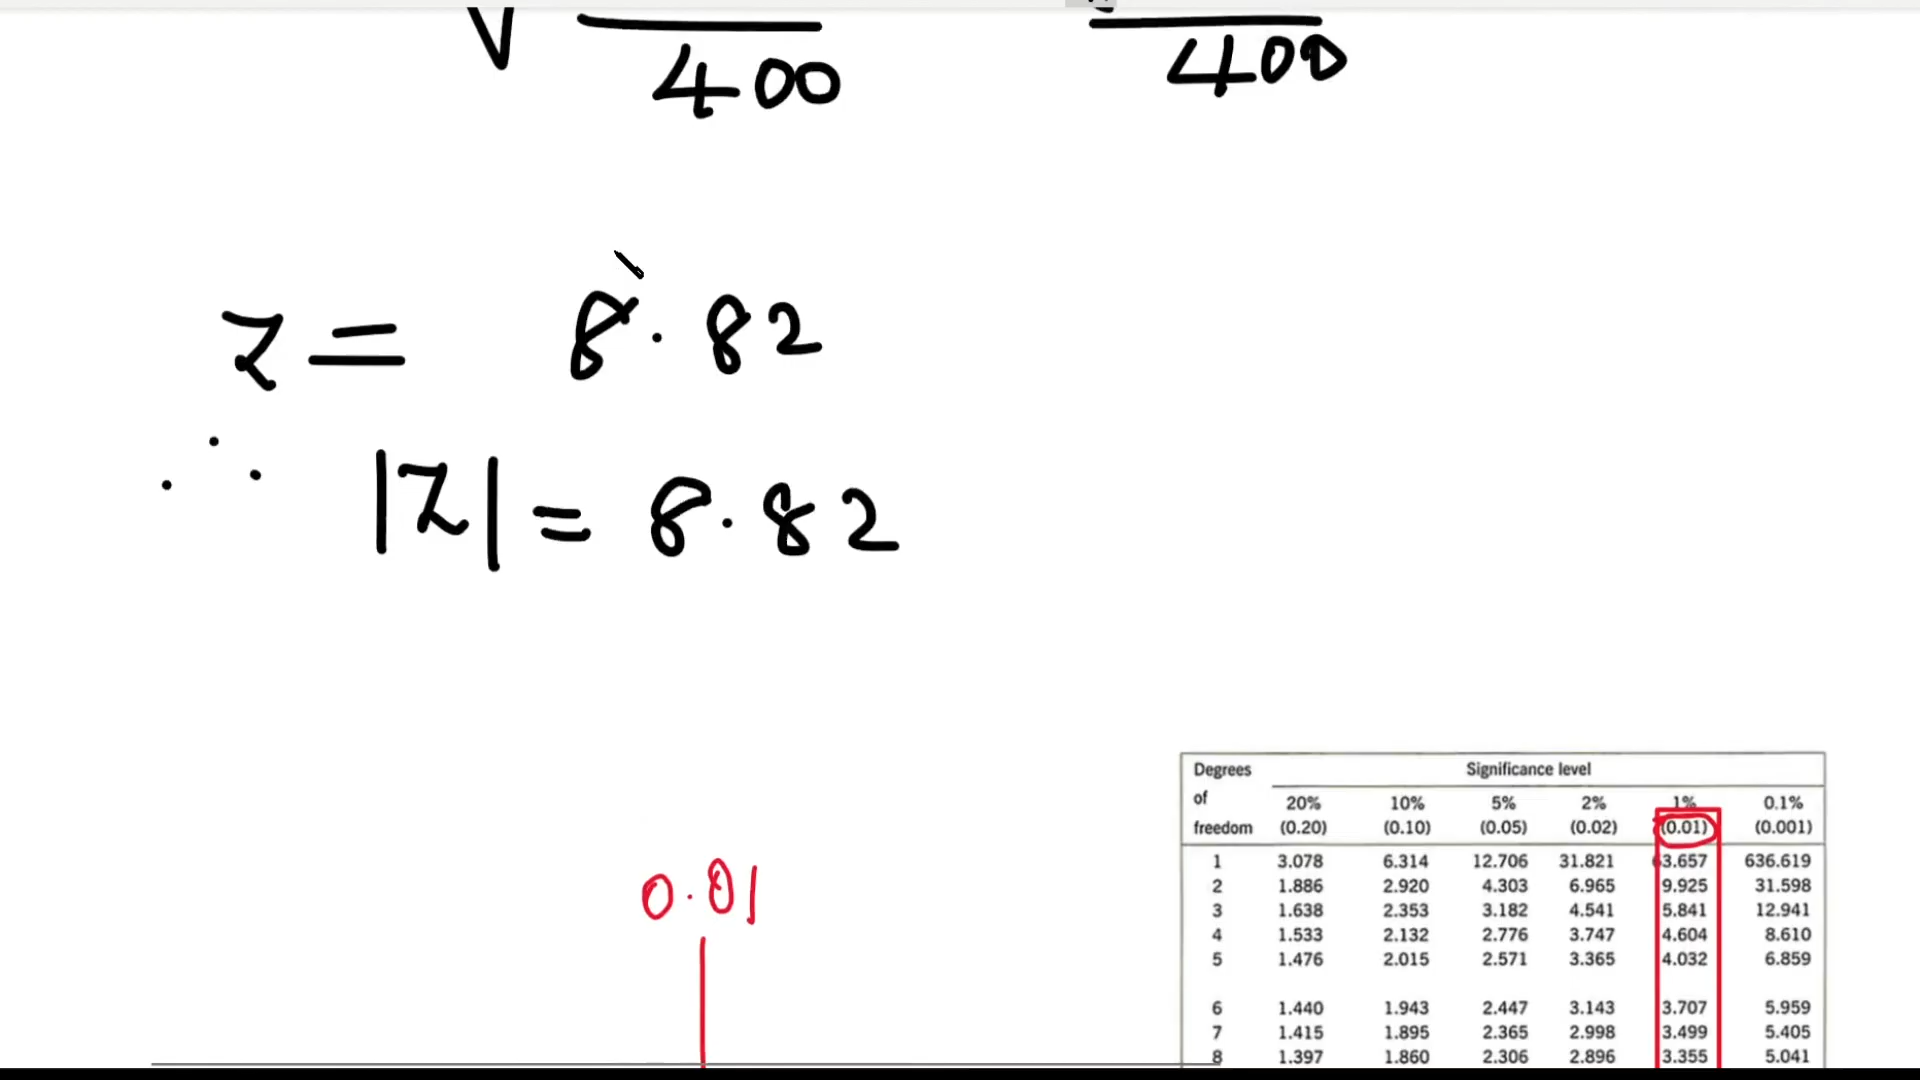 √ 400 400
z = 8.82
∴ |z| = 8.82
0.01
Degrees of freedom Significance level
20% 10% 5% 2% 1% 0.1%
(0.20) (0.10) (0.05) (0.02) (0.01) (0.001)
1 3.078 6.314 12.706 31.821 63.657 636.619
2 1.886 2.920 4.303 6.965 9.925 31.598
3 1.638 2.353 3.182 4.541 5.841 12.941
4 1.533 2.132 2.776 3.747 4.604 8.610
5 1.476 2.015 2.571 3.365 4.032 6.859
6 1.440 1.943 2.447 3.143 3.707 5.959
7 1.415 1.895 2.365 2.998 3.499 5.405
8 1.397 1.860 2.306 2.896 3.355 5.041